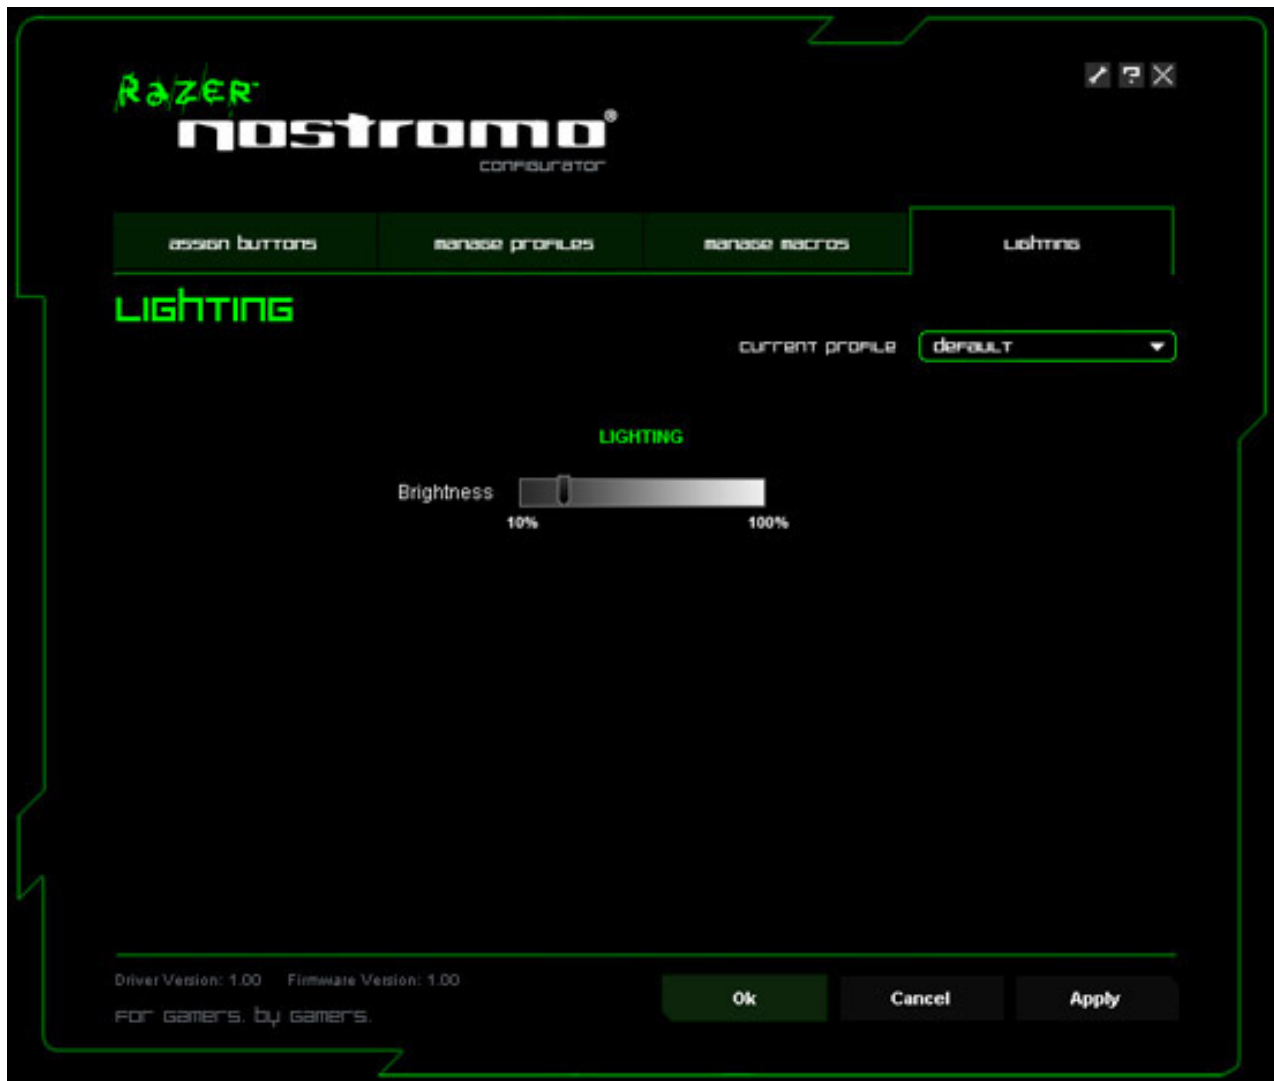 RAZER™
nostromo®
configurator
assign buttons manage profiles manage macros lighting
LIGHTING
current profile default
LIGHTING
Brightness
10% 100%
Driver Version: 1.00 Firmware Version: 1.00
For gamers. by gamers.
Ok Cancel Apply